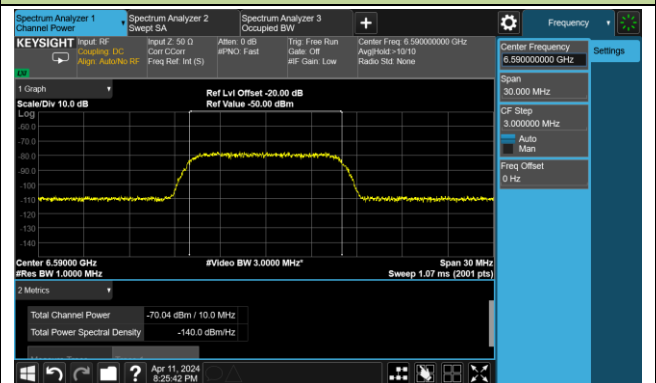 Spectrum Analyzer 1
Channel Power
Spectrum Analyzer 2
Swept SA
Spectrum Analyzer 3
Occupied BW
Frequency
KEYSIGHT
Input: RF
Coupling: DC
Align: Auto/No RF
Input Z: 50 Ω
Corr CCorr
Freq Ref: Int (S)
Atten: 0 dB
#PNO: Fast
Trig: Free Run
Gate: Off
#IF Gain: Low
Center Freq: 6.590000000 GHz
Avg|Hold:>10/10
Radio Std: None
Center Frequency
6.590000000 GHz
Settings
Span
30.000 MHz
CF Step
3.000000 MHz
Auto
Man
Freq Offset
0 Hz
1 Graph
Scale/Div 10.0 dB
Ref Lvl Offset -20.00 dB
Ref Value -50.00 dBm
Log
-60.0
-70.0
-80.0
-90.0
-100
-110
-120
-130
-140
Center 6.59000 GHz
#Video BW 3.0000 MHz*
Span 30 MHz
#Res BW 1.0000 MHz
Sweep 1.07 ms (2001 pts)
2 Metrics
Total Channel Power -70.04 dBm / 10.0 MHz
Total Power Spectral Density -140.0 dBm/Hz
?
Apr 11, 2024
8:25:42 PM